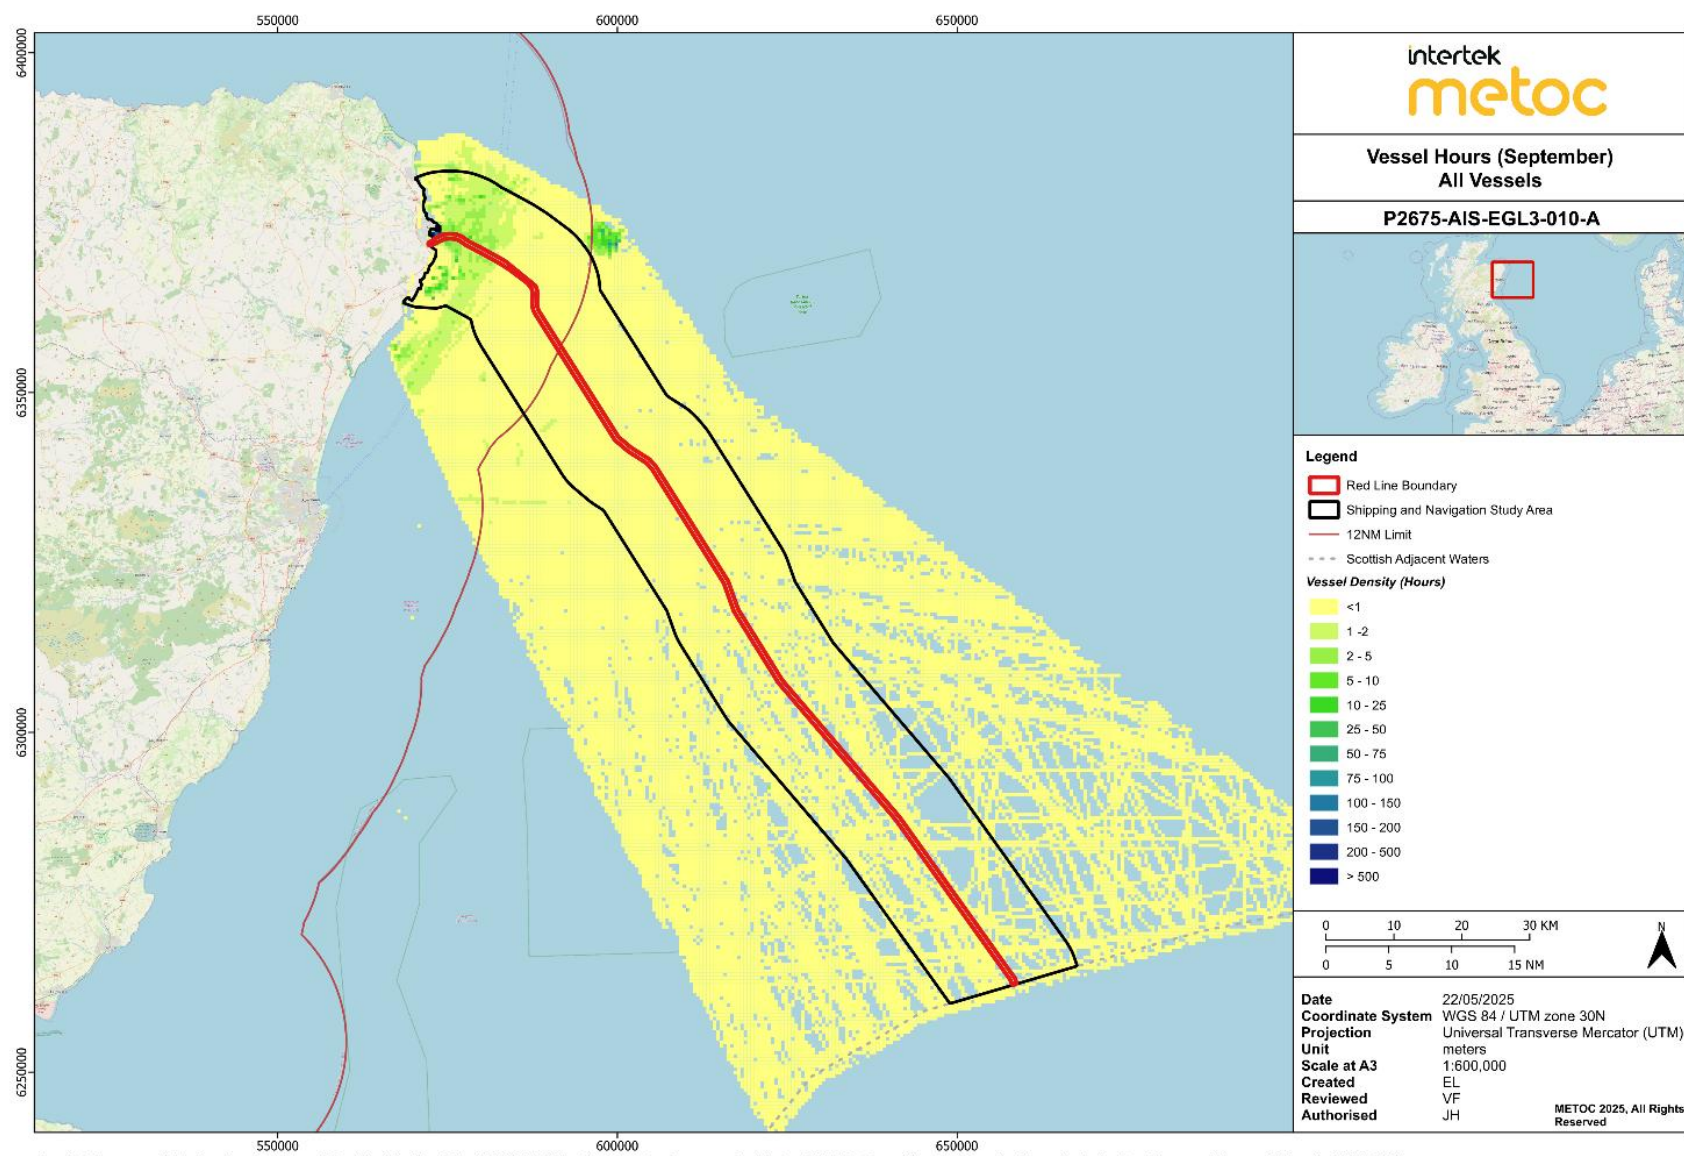 550000
600000
650000
6400000
6350000
6300000
6250000
550000
600000
650000
intertek
metoc
Vessel Hours (September)
All Vessels
P2675-AIS-EGL3-010-A
Legend
Red Line Boundary
Shipping and Navigation Study Area
12NM Limit
Scottish Adjacent Waters
Vessel Density (Hours)
<1
1 -2
2 - 5
5 - 10
10 - 25
25 - 50
50 - 75
75 - 100
100 - 150
150 - 200
200 - 500
> 500
0 10 20 30 KM
0 5 10 15 NM
N
Date 22/05/2025
Coordinate System WGS 84 / UTM zone 30N
Projection Universal Transverse Mercator (UTM)
Unit meters
Scale at A3 1:600,000
Created EL
Reviewed VF
Authorised JH
METOC 2025, All Rights
Reserved